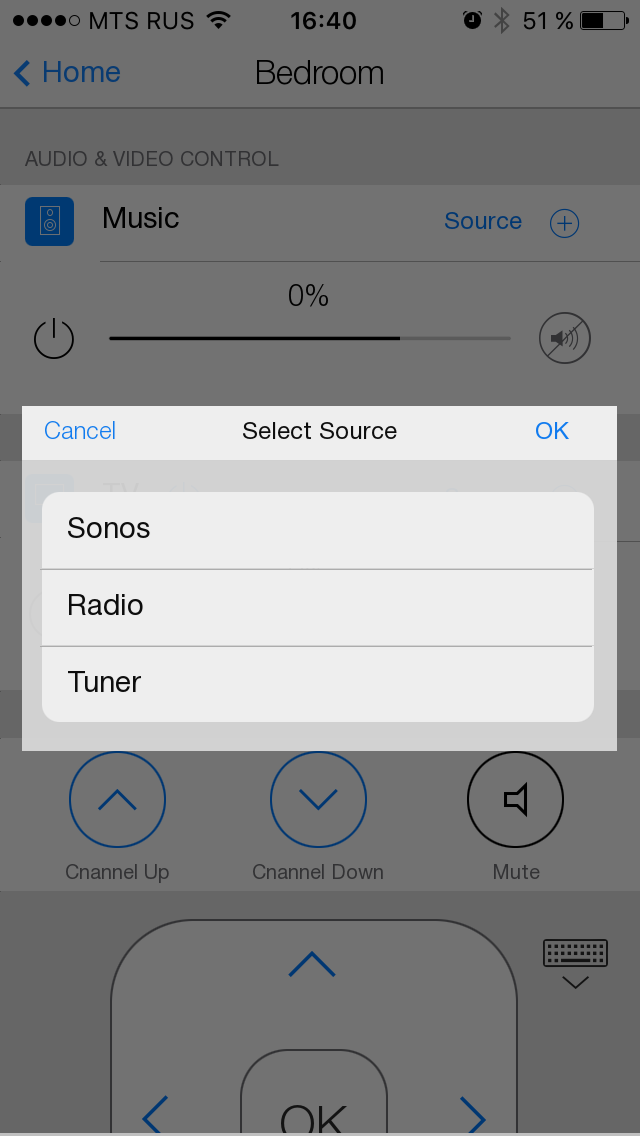 MTS RUS 16:40 51 %
Home Bedroom
AUDIO & VIDEO CONTROL
Music Source
0%
Cancel Select Source OK
Sonos
Radio
Tuner
Cnannel Up Cnannel Down Mute
OK